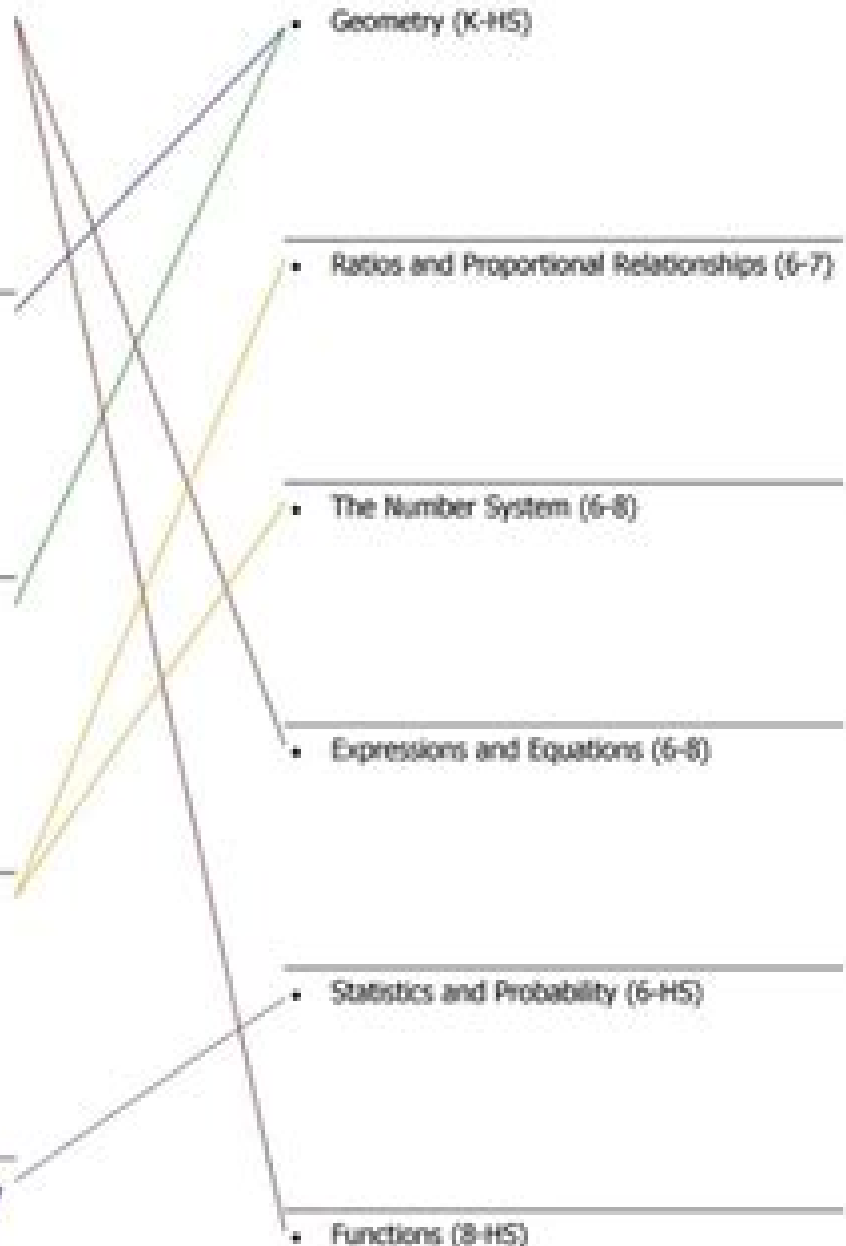 • Geometry (K-HS)
• Ratios and Proportional Relationships (6-7)
• The Number System (6-8)
• Expressions and Equations (6-8)
• Statistics and Probability (6-HS)
• Functions (8-HS)